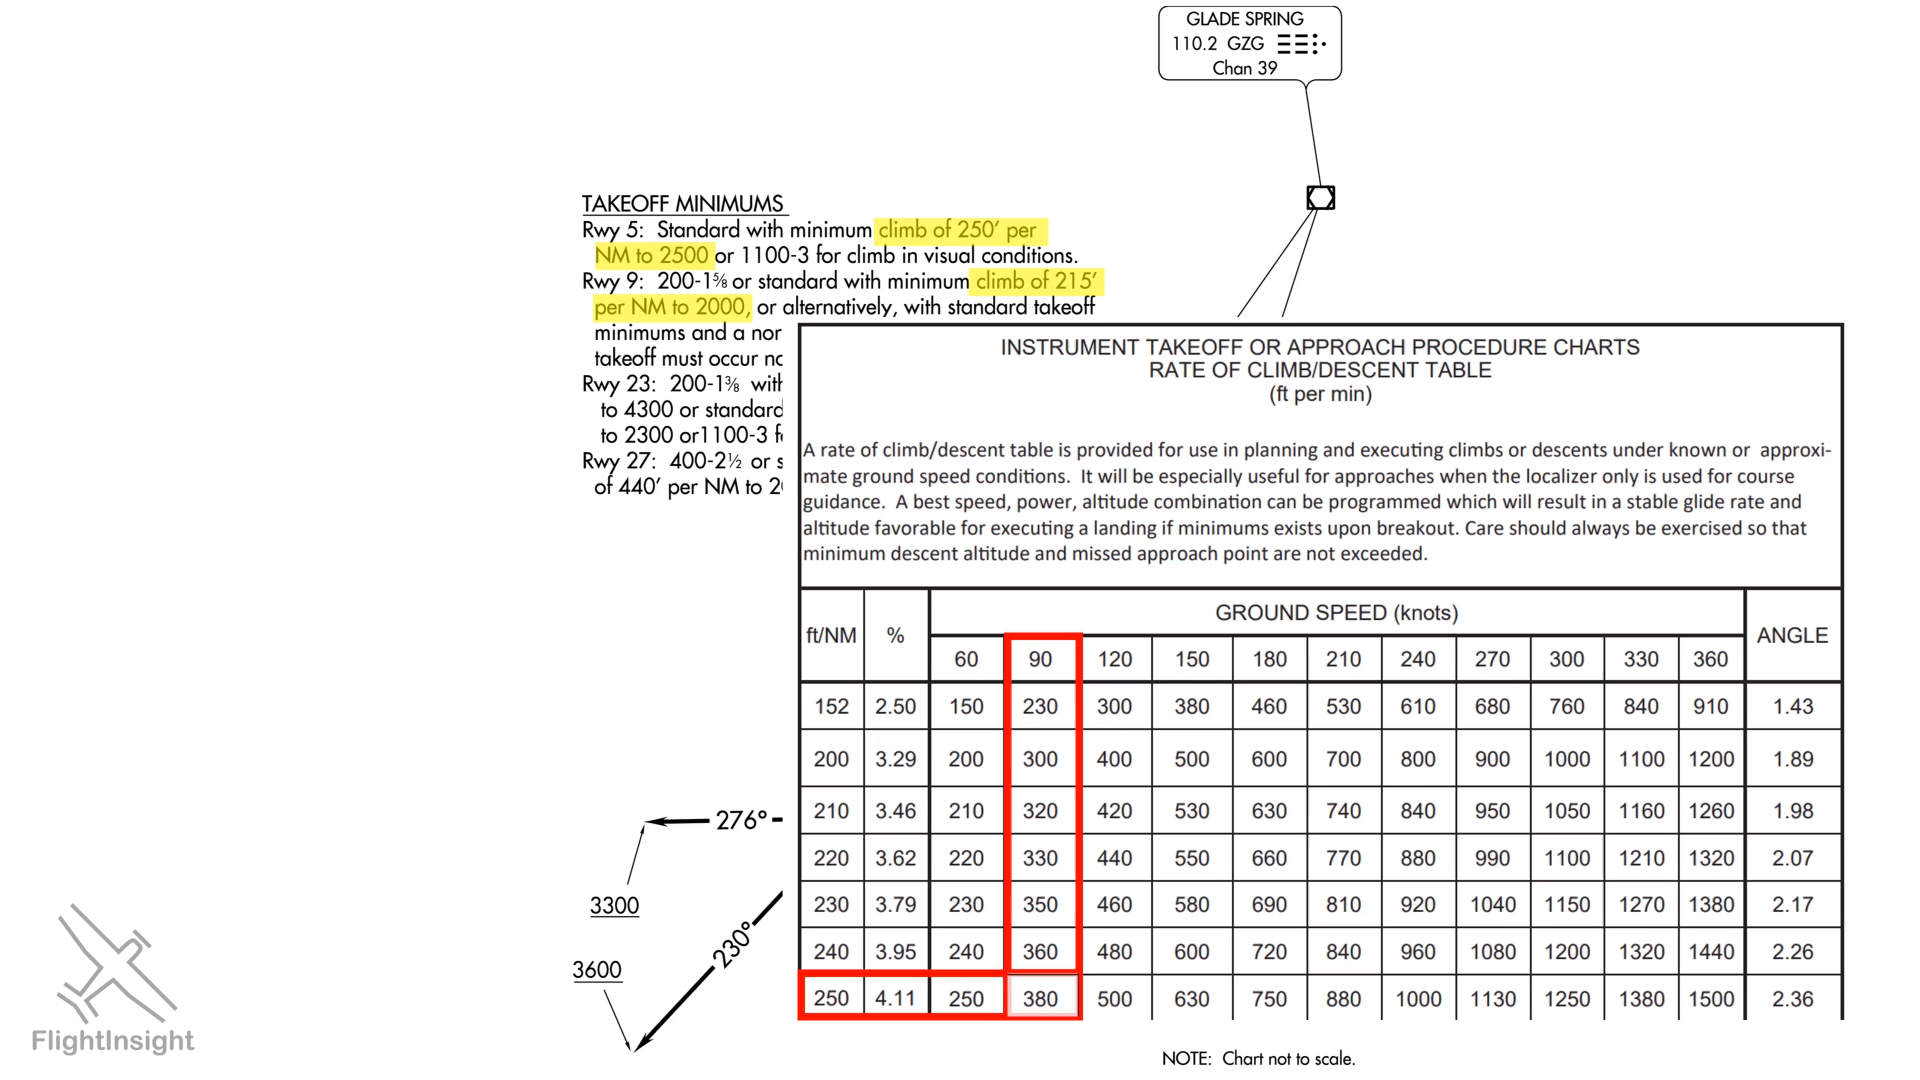 GLADE SPRING
110.2 GZG
Chan 39
TAKEOFF MINIMUMS
Rwy 5: Standard with minimum climb of 250' per
NM to 2500 or 1100-3 for climb in visual conditions.
Rwy 9: 200-1⅝ or standard with minimum climb of 215'
per NM to 2000, or alternatively, with standard takeoff
minimums and a nor
takeoff must occur no
Rwy 23: 200-1⅜ with
to 4300 or standard
to 2300 or1100-3 f
Rwy 27: 400-2½ or s
of 440' per NM to 2
INSTRUMENT TAKEOFF OR APPROACH PROCEDURE CHARTS
RATE OF CLIMB/DESCENT TABLE
(ft per min)
A rate of climb/descent table is provided for use in planning and executing climbs or descents under known or approxi-
mate ground speed conditions. It will be especially useful for approaches when the localizer only is used for course
guidance. A best speed, power, altitude combination can be programmed which will result in a stable glide rate and
altitude favorable for executing a landing if minimums exists upon breakout. Care should always be exercised so that
minimum descent altitude and missed approach point are not exceeded.
ft/NM % GROUND SPEED (knots) ANGLE
60 90 120 150 180 210 240 270 300 330 360
152 2.50 150 230 300 380 460 530 610 680 760 840 910 1.43
200 3.29 200 300 400 500 600 700 800 900 1000 1100 1200 1.89
210 3.46 210 320 420 530 630 740 840 950 1050 1160 1260 1.98
220 3.62 220 330 440 550 660 770 880 990 1100 1210 1320 2.07
230 3.79 230 350 460 580 690 810 920 1040 1150 1270 1380 2.17
240 3.95 240 360 480 600 720 840 960 1080 1200 1320 1440 2.26
250 4.11 250 380 500 630 750 880 1000 1130 1250 1380 1500 2.36
276°
3300
230°
3600
FlightInsight
NOTE: Chart not to scale.